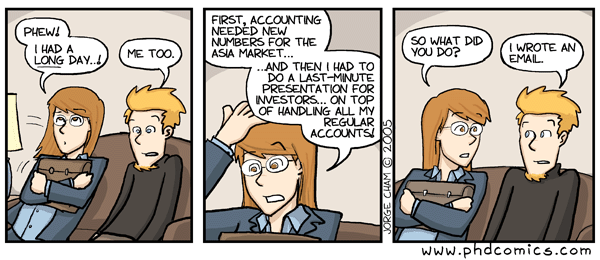 PHEW!
I HAD A
LONG DAY...!
ME TOO.
FIRST, ACCOUNTING
NEEDED NEW
NUMBERS FOR THE
ASIA MARKET...
...AND THEN I HAD TO
DO A LAST-MINUTE
PRESENTATION FOR
INVESTORS... ON TOP
OF HANDLING ALL MY
REGULAR
ACCOUNTS!
SO WHAT DID
YOU DO?
I WROTE AN
EMAIL.
JORGE CHAM © 2005
www.phdcomics.com